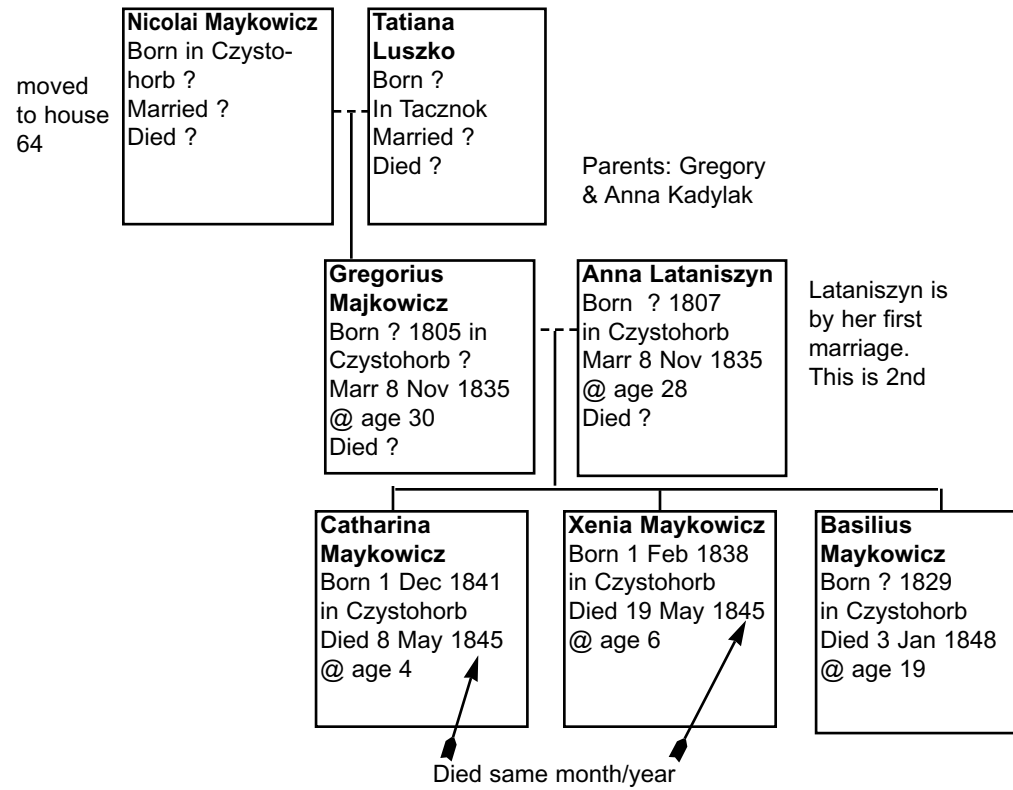 moved
to house
64
Nicolai Maykowicz
Born in Czysto-
horb ?
Married ?
Died ?
Tatiana
Luszko
Born ?
In Tacznok
Married ?
Died ?
Parents: Gregory
& Anna Kadylak
Gregorius
Majkowicz
Born ? 1805 in
Czystohorb ?
Marr 8 Nov 1835
@ age 30
Died ?
Anna Lataniszyn
Born ? 1807
in Czystohorb
Marr 8 Nov 1835
@ age 28
Died ?
Lataniszyn is
by her first
marriage.
This is 2nd
Catharina
Maykowicz
Born 1 Dec 1841
in Czystohorb
Died 8 May 1845
@ age 4
Xenia Maykowicz
Born 1 Feb 1838
in Czystohorb
Died 19 May 1845
@ age 6
Basilius
Maykowicz
Born ? 1829
in Czystohorb
Died 3 Jan 1848
@ age 19
Died same month/year